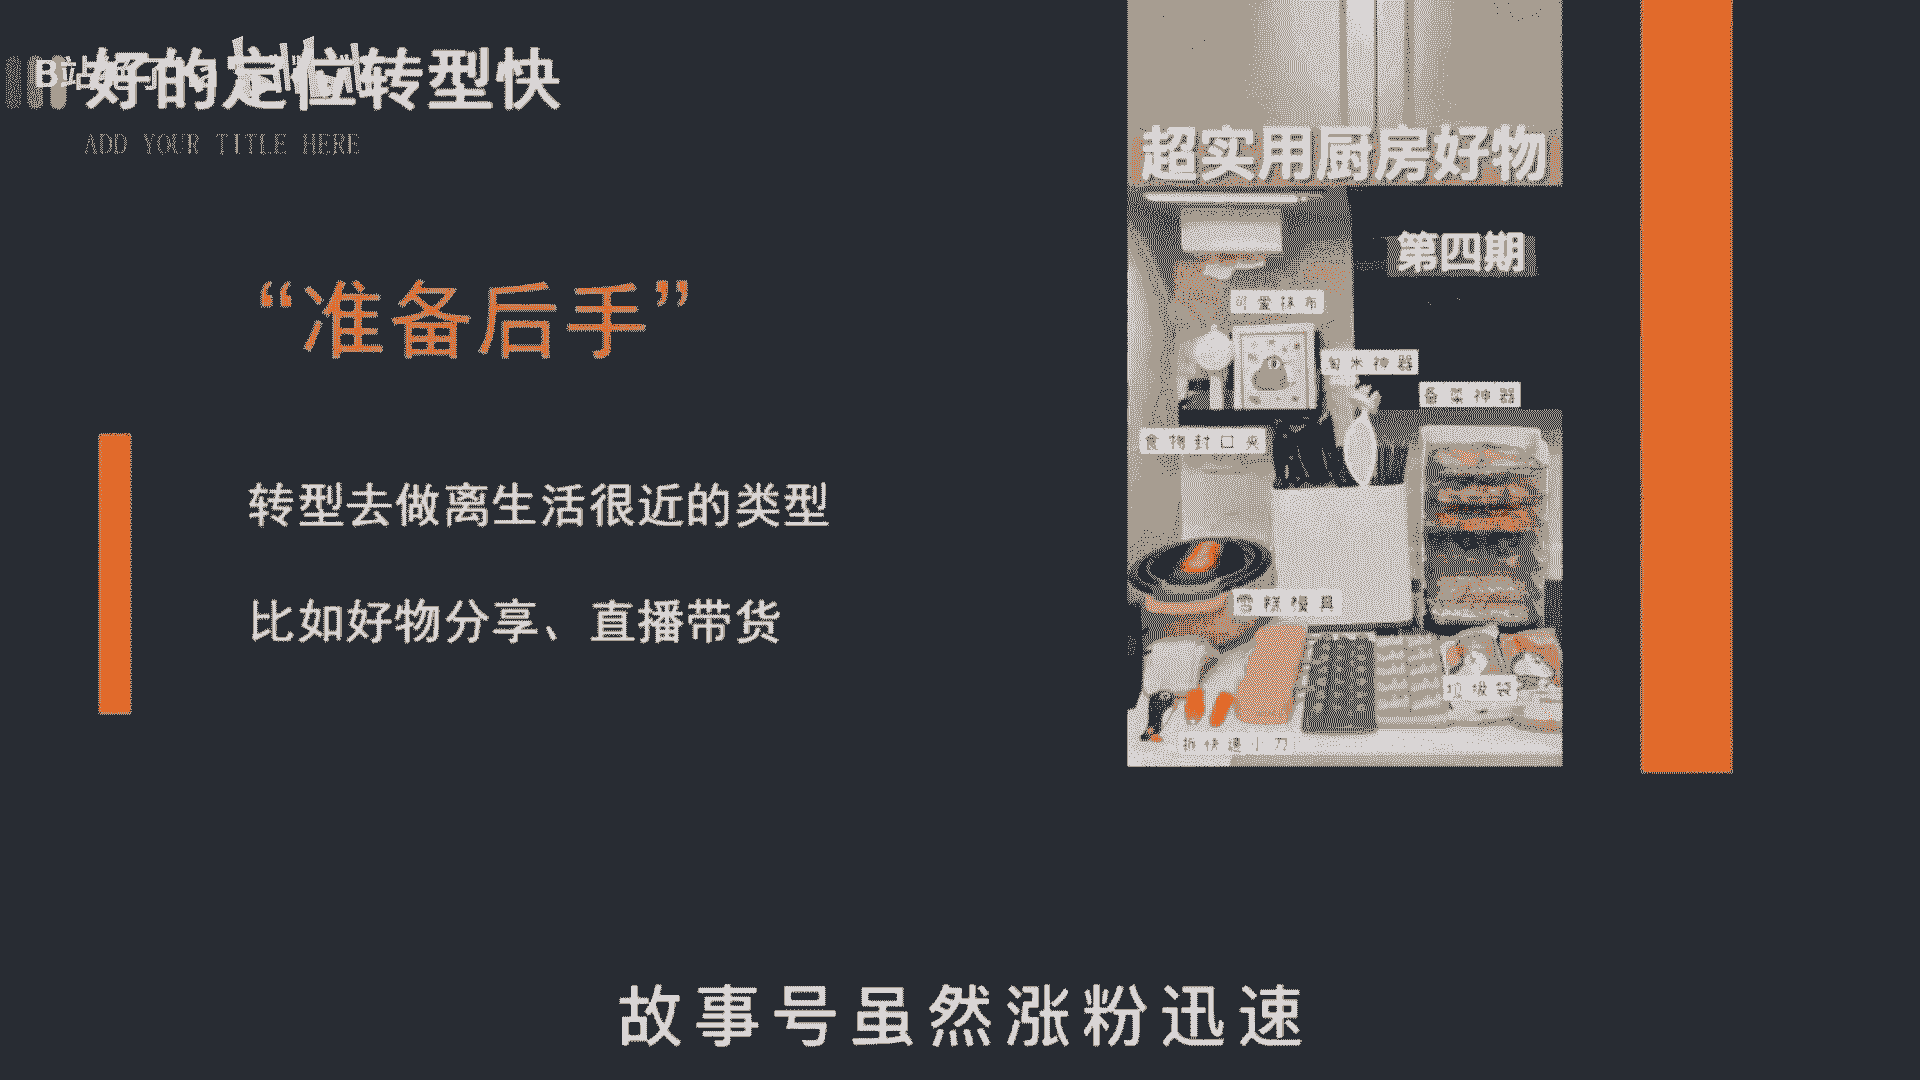 好的定位转型快
ADD YOUR TITLE HERE
“准备后手”
转型去做离生活很近的类型
比如好物分享、直播带货
超实用厨房好物
第四期
可爱抹布
备菜神器
食物封口夹
雪糕模具
垃圾袋
拆快递小刀
故事号虽然涨粉迅速